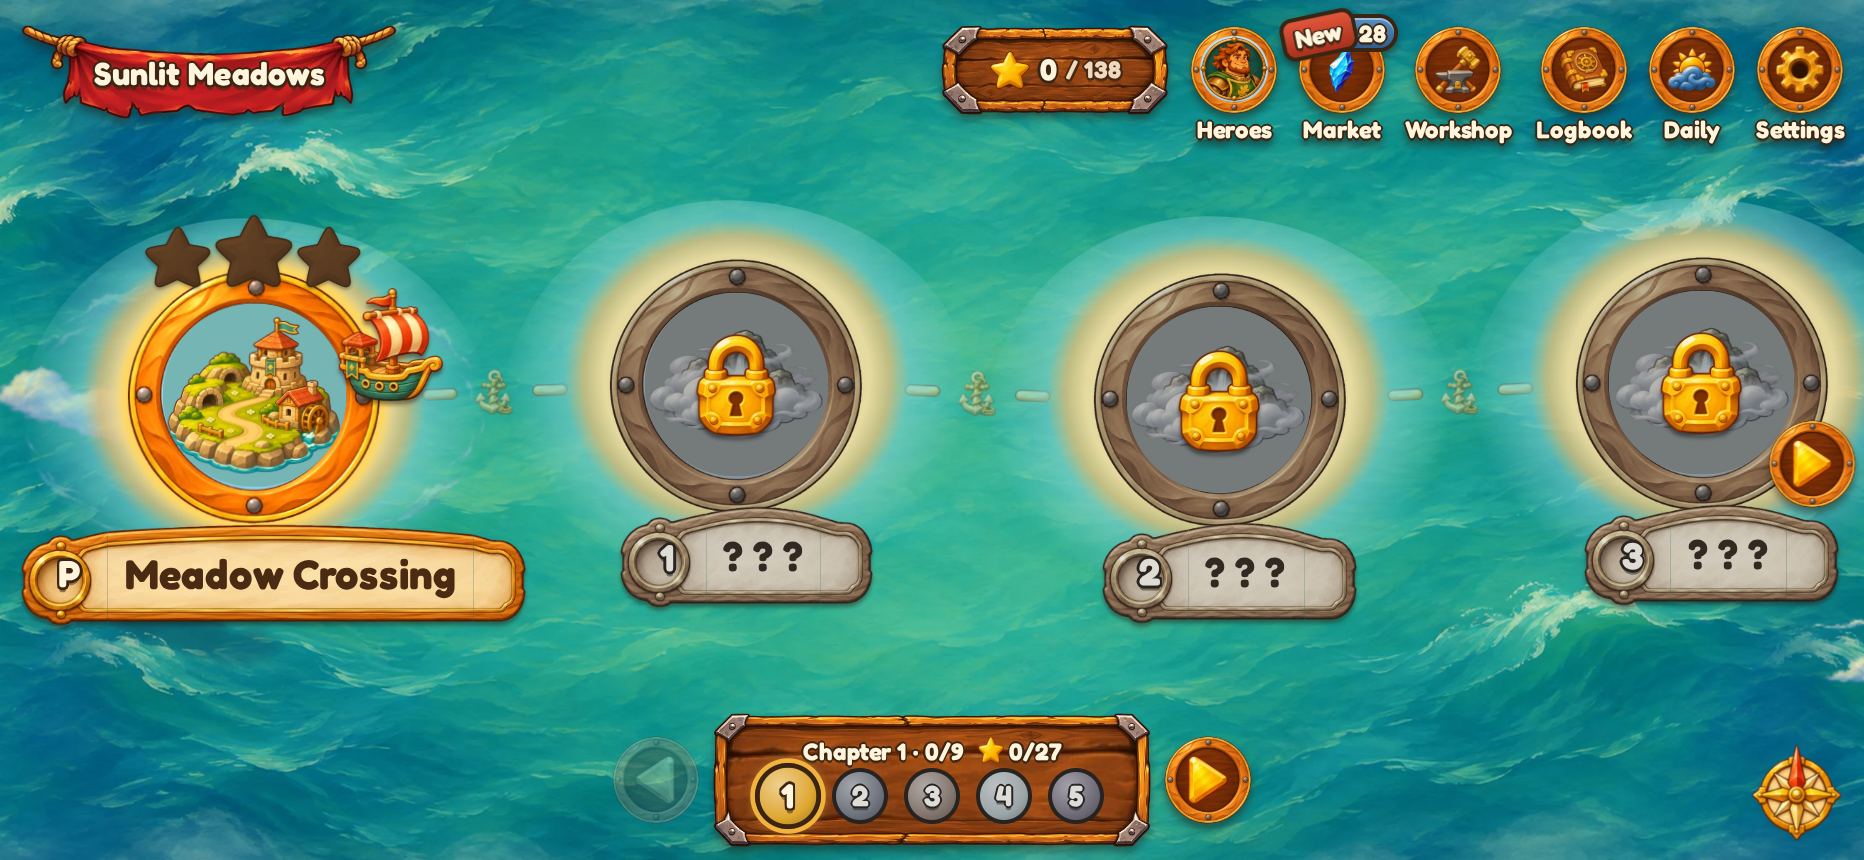 Sunlit Meadows
0 / 138
New 28
Heroes
Market
Workshop
Logbook
Daily
Settings
P Meadow Crossing
1 ? ? ?
2 ? ? ?
3 ? ? ?
Chapter 1 · 0/9 0/27
1 2 3 4 5